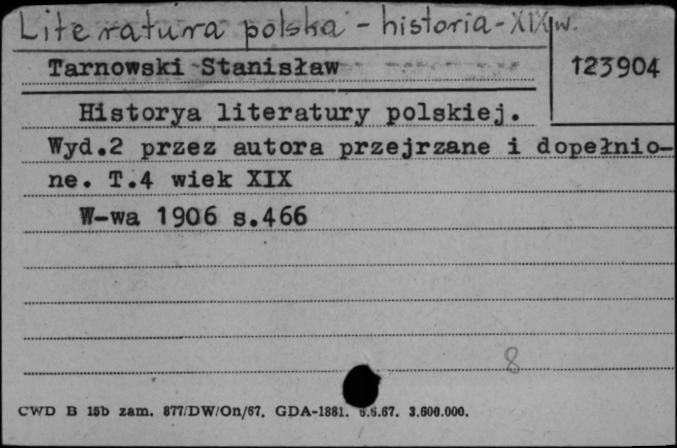 Literatura polska - historia - XIX w.
Tarnowski Stanisław
123904
Historya literatury polskiej.
Wyd.2 przez autora przejrzane i dopełnio-
ne. T.4 wiek XIX
W-wa 1906 s.466
8
CWD B 15b zam. 877/DW/On/67. GDA-1881. 6.5.67. 3.600.000.